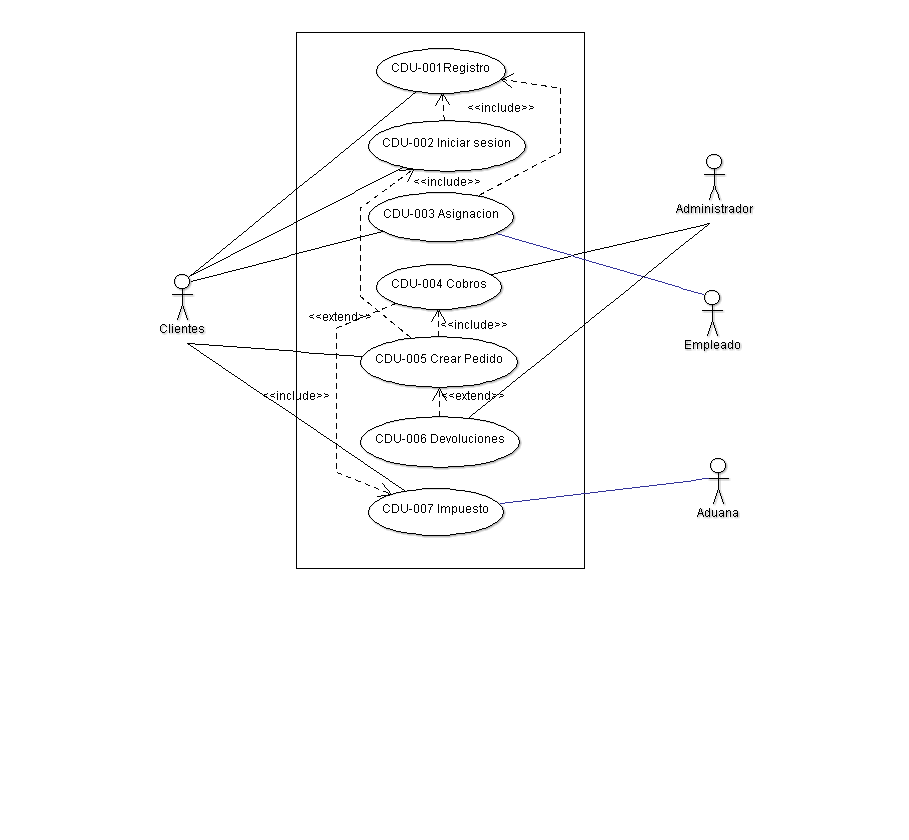 CDU-001Registro
<<include>>
CDU-002 Iniciar sesion
<<include>>
CDU-003 Asignacion
Administrador
CDU-004 Cobros
Clientes
<<extend>>
<<include>>
Empleado
CDU-005 Crear Pedido
<<include>>
<<extend>>
CDU-006 Devoluciones
CDU-007 Impuesto
Aduana